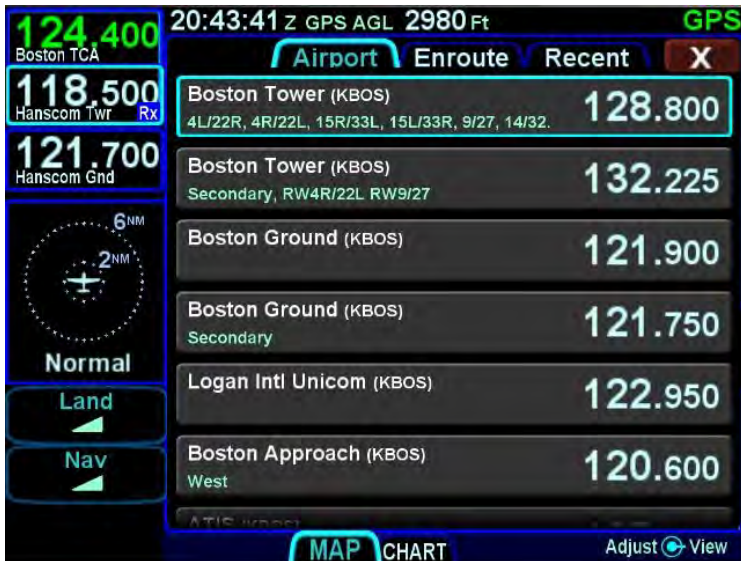 124.400
Boston TCA
118.500
Hanscom Twr Rx
121.700
Hanscom Gnd
6NM
2NM
Normal
Land
Nav
20:43:41 Z GPS AGL 2980 Ft GPS
Airport Enroute Recent X
Boston Tower (KBOS) 128.800
4L/22R, 4R/22L, 15R/33L, 15L/33R, 9/27, 14/32.
Boston Tower (KBOS) 132.225
Secondary, RW4R/22L RW9/27
Boston Ground (KBOS) 121.900
Boston Ground (KBOS) 121.750
Secondary
Logan Intl Unicom (KBOS) 122.950
Boston Approach (KBOS) 120.600
West
ATIS (KBOS)
MAP CHART Adjust View